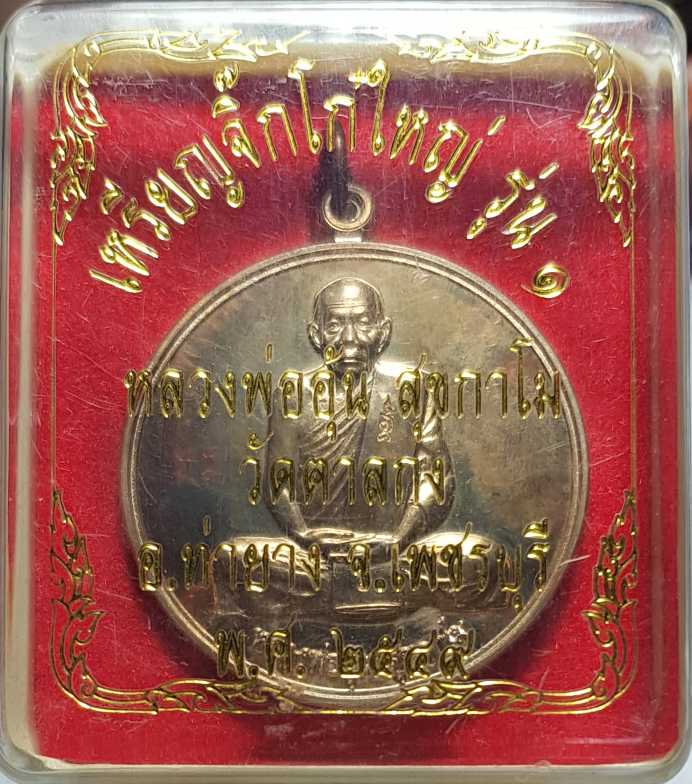 เหรียญจิ๊กโก๋ใหญ่ รุ่น ๑
หลวงพ่ออุ้น สุขกาโม
วัดตาลกง
อ.ท่ายาง จ.เพชรบุรี
พ.ศ. ๒๕๔๙